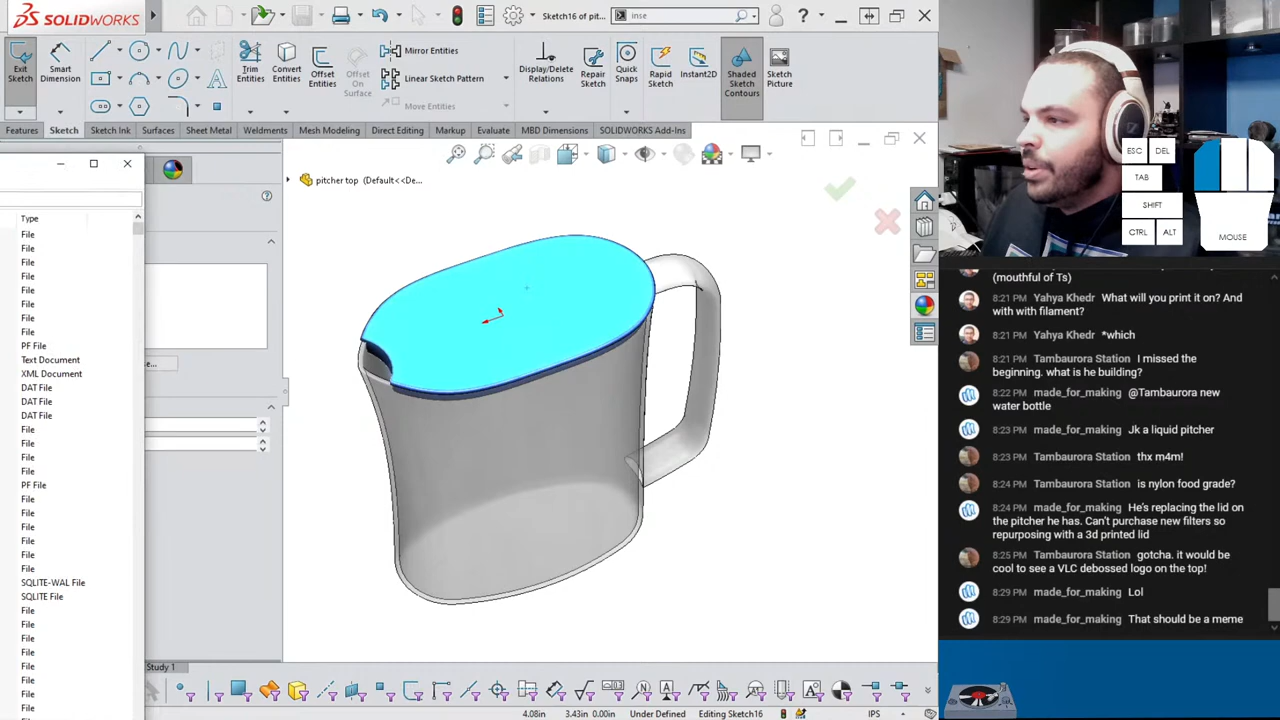 SOLIDWORKS
Sketch16 of pit...
inse
Exit
Sketch
Smart
Dimension
Trim
Entities
Convert
Entities
Offset
Entities
Offset
On
Surface
Mirror Entities
Linear Sketch Pattern
Move Entities
Display/Delete
Relations
Repair
Sketch
Quick
Snaps
Rapid
Sketch
Instant2D
Shaded
Sketch
Contours
Sketch
Picture
Features
Sketch
Sketch Ink
Surfaces
Sheet Metal
Weldments
Mesh Modeling
Direct Editing
Markup
Evaluate
MBD Dimensions
SOLIDWORKS Add-Ins
pitcher top (Default<<De...
Type
File
File
File
File
File
File
File
File
PF File
Text Document
XML Document
DAT File
DAT File
DAT File
File
File
File
File
PF File
File
File
File
File
File
File
SQLITE-WAL File
SQLITE File
File
File
File
File
File
File
File
File
e...
Study 1
4.08in
3.43in
0.00in
Under Defined
Editing Sketch16
IPS
ESC
DEL
TAB
SHIFT
CTRL
ALT
MOUSE
(mouthful of Ts)
8:21 PM Yahya Khedr What will you print it on? And
with with filament?
8:21 PM Yahya Khedr *which
8:21 PM Tambaurora Station I missed the
beginning. what is he building?
8:22 PM made_for_making @Tambaurora new
water bottle
8:23 PM made_for_making Jk a liquid pitcher
8:23 PM Tambaurora Station thx m4m!
8:24 PM Tambaurora Station is nylon food grade?
8:24 PM made_for_making He's replacing the lid on
the pitcher he has. Can't purchase new filters so
repurposing with a 3d printed lid
8:25 PM Tambaurora Station gotcha. it would be
cool to see a VLC debossed logo on the top!
8:29 PM made_for_making Lol
8:29 PM made_for_making That should be a meme